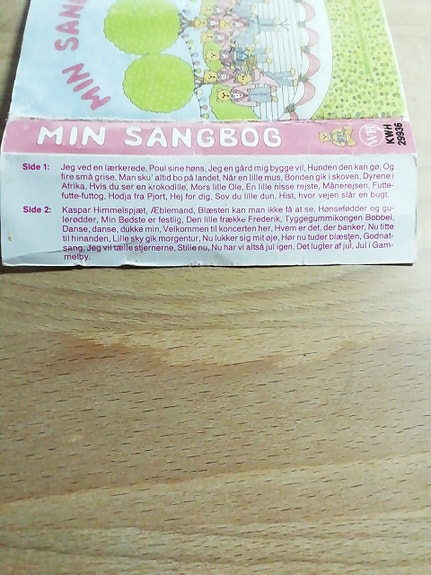 MIN SAN
MIN SANGBOG
KWH
29936
Side 1: Jeg ved en lærkerede, Poul sine høns, Jeg en gård mig bygge vil, Hunden den kan gø, Og
fire små grise, Man sku' altid bo på landet, Når en lille mus, Bonden gik i skoven, Dyrene i
Afrika, Hvis du ser en krokodille, Mors lille Ole, En lille nisse rejste, Månerejsen, Futte-
futte-futtog, Hodja fra Pjort, Hej for dig, Sov du lille dun, Hist, hvor vejen slår en bugt.
Side 2: Kaspar Himmelspjæt, Æblemand, Blæsten kan man ikke få at se, Hønsefødder og gu-
lerødder, Min Bedste er festlig, Den lille frække Frederik, Tyggegummikongen Bobbel,
Danse, danse, dukke min, Velkommen til koncerten her, Hvem er det, der banker, Nu titte
til hinanden, Lille sky gik morgentur, Nu lukker sig mit øje, Hør nu tuder blæsten, Godnat-
sang, Jeg vil tælle stjernerne, Stille nu, Nu har vi altså jul igen, Det lugter af jul, Jul i Gam-
melby.